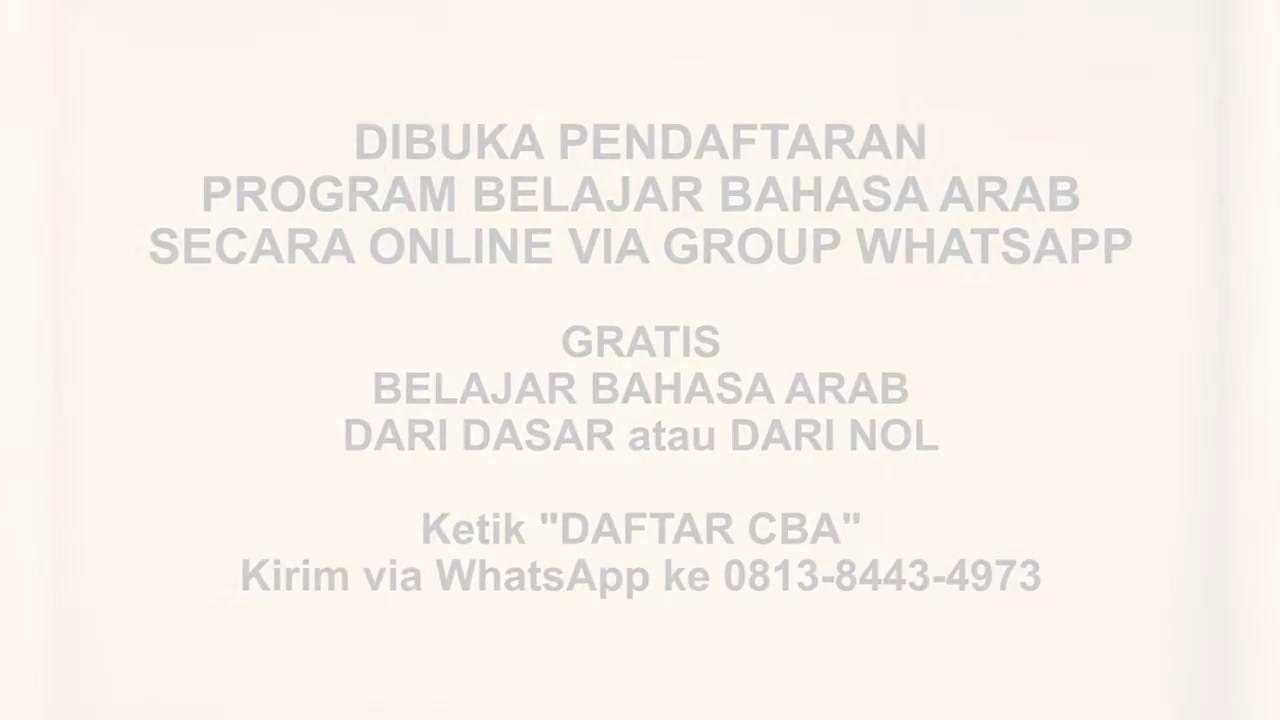 DIBUKA PENDAFTARAN
PROGRAM BELAJAR BAHASA ARAB
SECARA ONLINE VIA GROUP WHATSAPP
GRATIS
BELAJAR BAHASA ARAB
DARI DASAR atau DARI NOL
Ketik "DAFTAR CBA"
Kirim via WhatsApp ke 0813-8443-4973